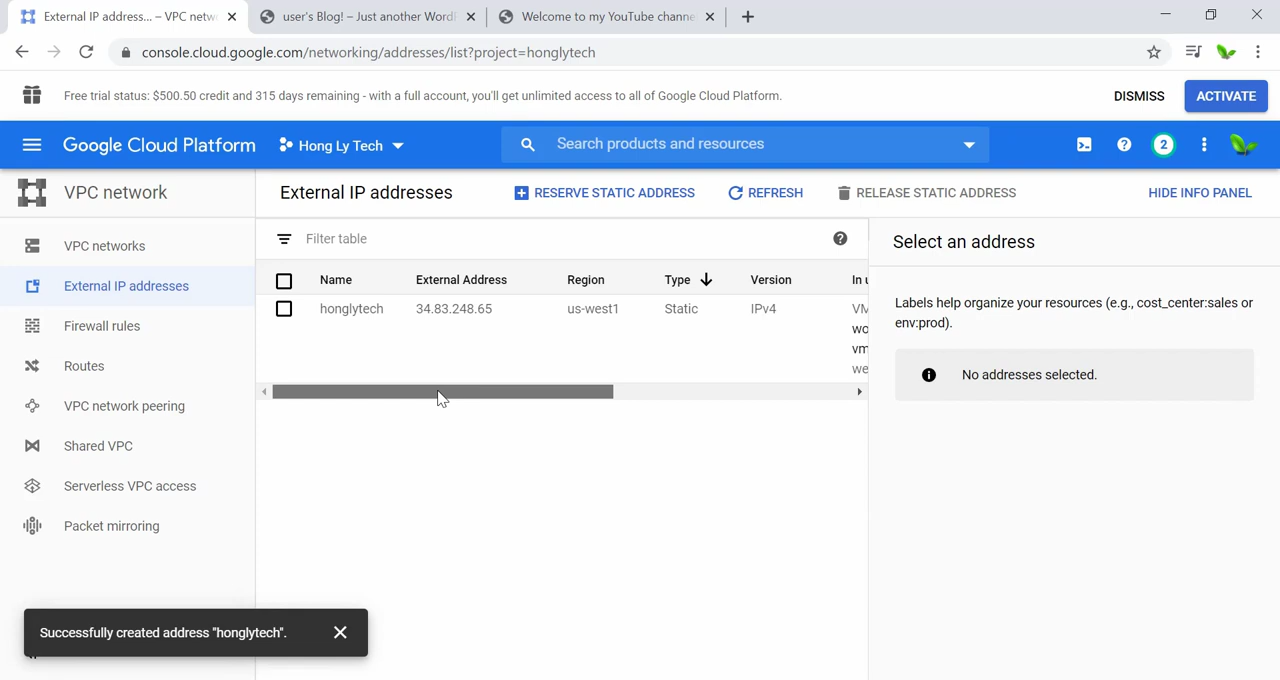 External IP address... – VPC netw
user's Blog! – Just another Word
Welcome to my YouTube channe
console.cloud.google.com/networking/addresses/list?project=honglytech
Free trial status: $500.50 credit and 315 days remaining - with a full account, you'll get unlimited access to all of Google Cloud Platform.
DISMISS
ACTIVATE
Google Cloud Platform
Hong Ly Tech
Search products and resources
2
VPC network
External IP addresses
RESERVE STATIC ADDRESS
REFRESH
RELEASE STATIC ADDRESS
HIDE INFO PANEL
VPC networks
External IP addresses
Firewall rules
Routes
VPC network peering
Shared VPC
Serverless VPC access
Packet mirroring
Filter table
Name External Address Region Type Version In u
honglytech 34.83.248.65 us-west1 Static IPv4 VM
wo
vm
we
Select an address
Labels help organize your resources (e.g., cost_center:sales or
env:prod).
No addresses selected.
Successfully created address "honglytech".